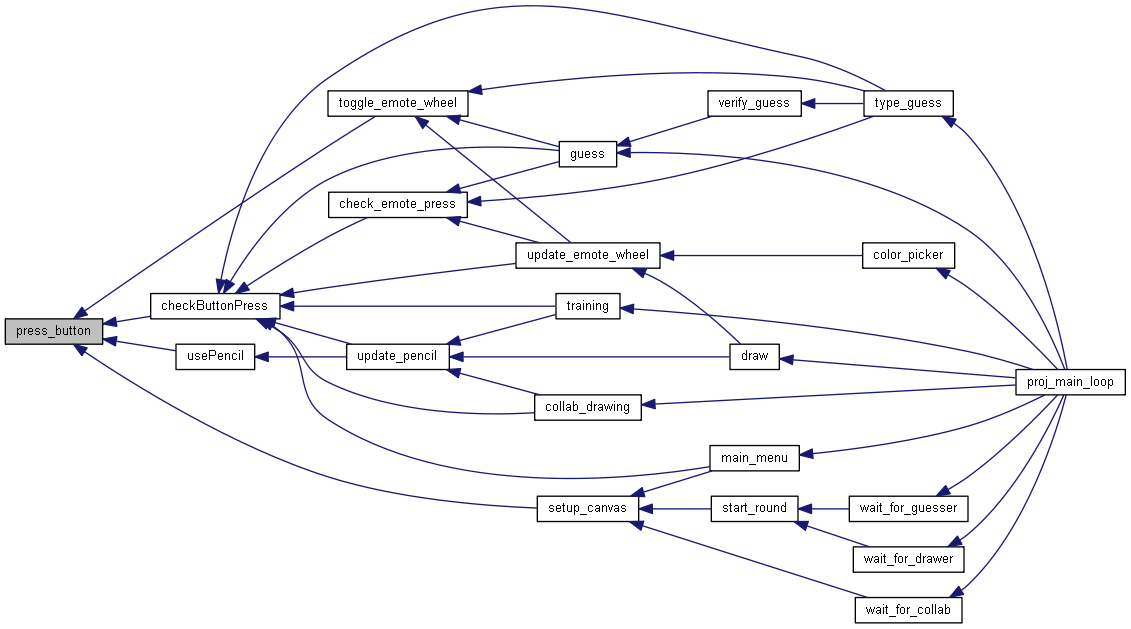 toggle_emote_wheel
verify_guess
type_guess
guess
check_emote_press
update_emote_wheel
color_picker
checkButtonPress
training
press_button
usePencil
update_pencil
draw
proj_main_loop
collab_drawing
main_menu
setup_canvas
start_round
wait_for_guesser
wait_for_drawer
wait_for_collab